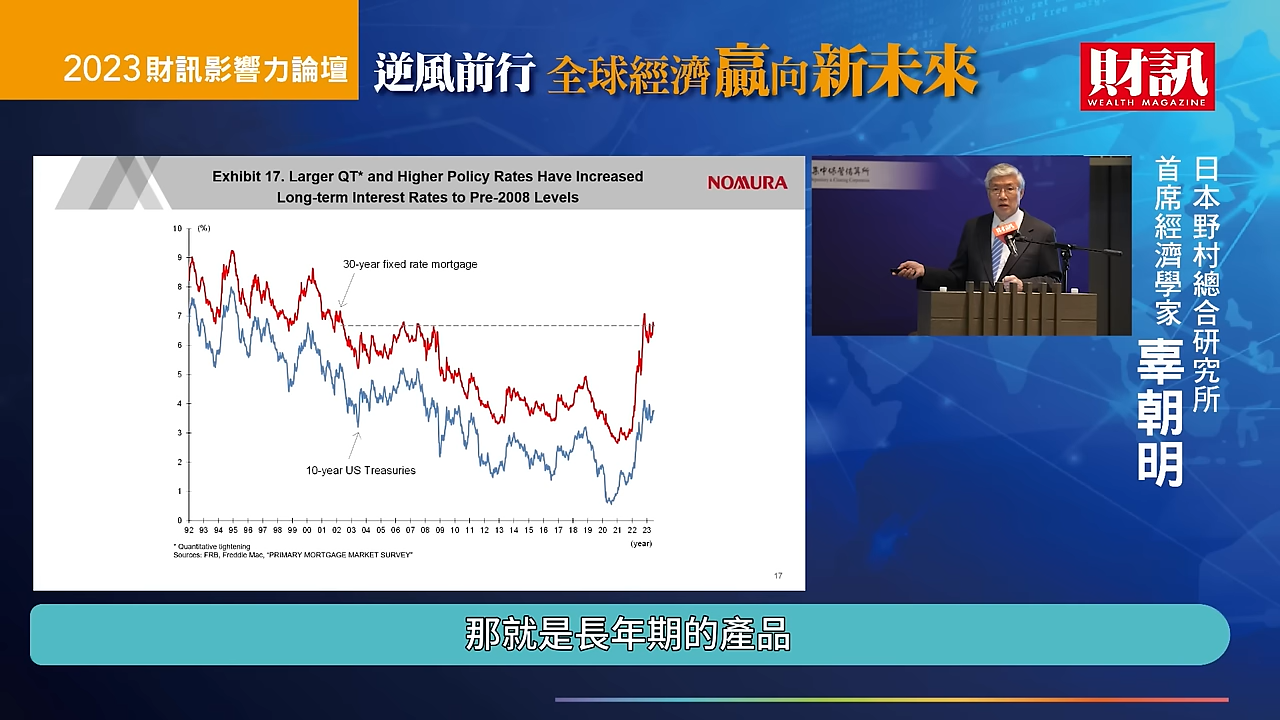 2023財訊影響力論壇
逆風前行 全球經濟贏向新未來
財訊
WEALTH MAGAZINE
Exhibit 17. Larger QT* and Higher Policy Rates Have Increased
Long-term Interest Rates to Pre-2008 Levels
NOMURA
10 (%)
9
8
7
6
5
4
3
2
1
0
30-year fixed rate mortgage
10-year US Treasuries
92 93 94 95 96 97 98 99 00 01 02 03 04 05 06 07 08 09 10 11 12 13 14 15 16 17 18 19 20 21 22 23
(year)
* Quantitative tightening
Sources: FRB, Freddie Mac, "PRIMARY MORTGAGE MARKET SURVEY"
17
財訊
日本野村總合研究所
首席經濟學家 辜朝明
那就是長年期的產品